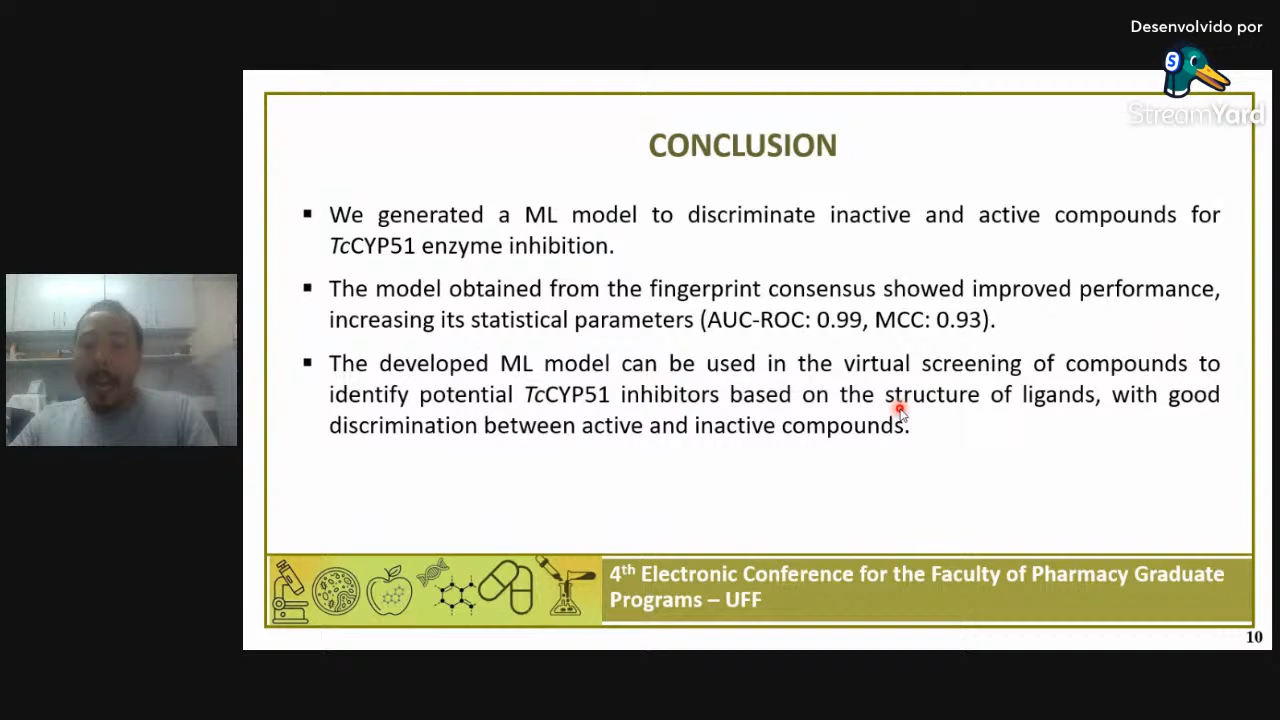 Desenvolvido por
S
StreamYard
CONCLUSION
▪ We generated a ML model to discriminate inactive and active compounds for
TcCYP51 enzyme inhibition.
▪ The model obtained from the fingerprint consensus showed improved performance,
increasing its statistical parameters (AUC-ROC: 0.99, MCC: 0.93).
▪ The developed ML model can be used in the virtual screening of compounds to
identify potential TcCYP51 inhibitors based on the structure of ligands, with good
discrimination between active and inactive compounds.
4th Electronic Conference for the Faculty of Pharmacy Graduate
Programs – UFF
10